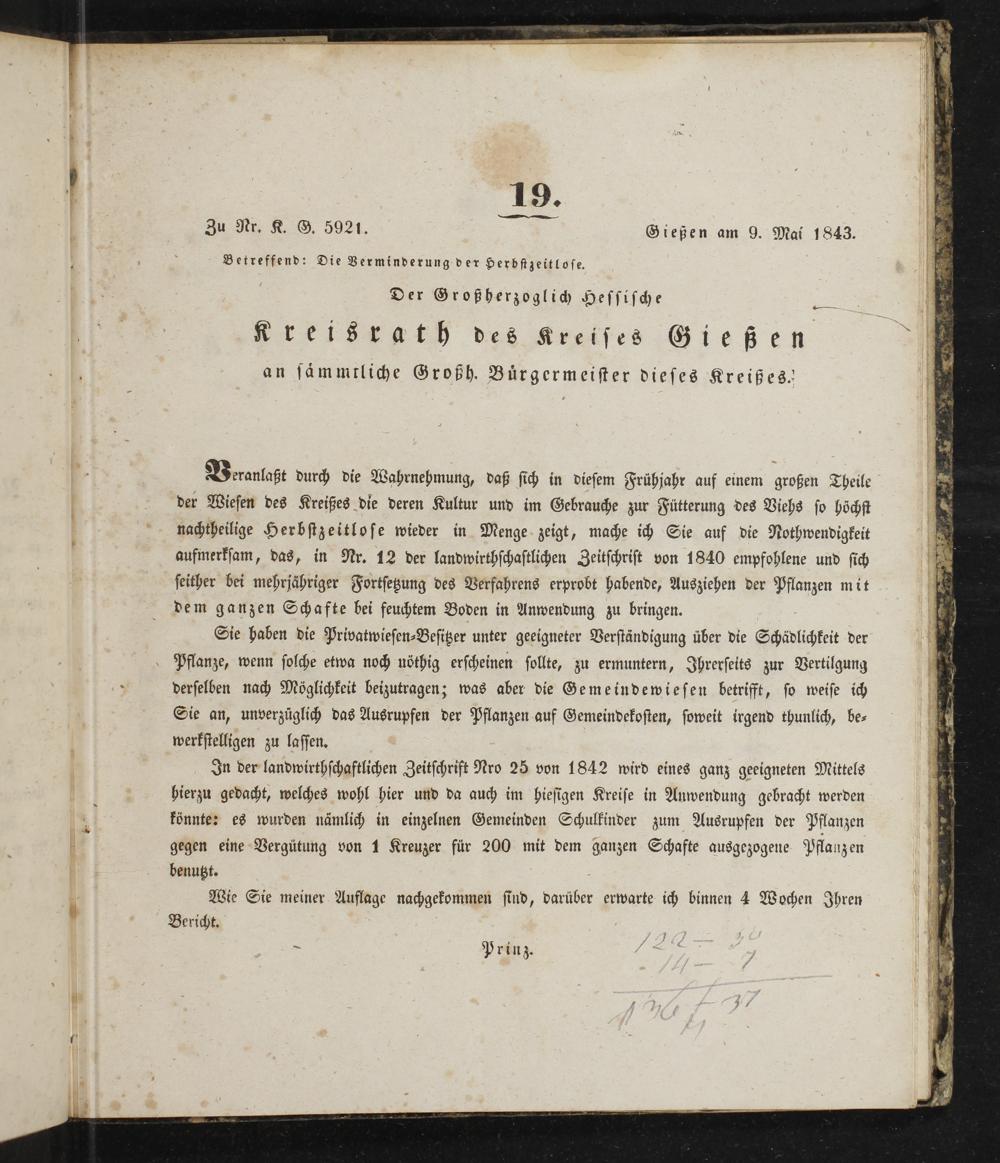 19.
Zu Nr. K. G. 5921.
Gießen am 9. Mai 1843.
Betreffend: Die Verminderung der Herbstzeitlose.
Der Großherzoglich Hessische
Kreisrath des Kreises Gießen
an sämmtliche Großh. Bürgermeister dieses Kreißes.
Veranlaßt durch die Wahrnehmung, daß sich in diesem Frühjahr auf einem großen Theile
der Wiesen des Kreißes die deren Kultur und im Gebrauche zur Fütterung des Viehs so höchst
nachtheilige Herbstzeitlose wieder in Menge zeigt, mache ich Sie auf die Nothwendigkeit
aufmerksam, das, in Nr. 12 der landwirthschaftlichen Zeitschrift von 1840 empfohlene und sich
seither bei mehrjähriger Fortsetzung des Verfahrens erprobt habende, Ausziehen der Pflanzen mit
dem ganzen Schafte bei feuchtem Boden in Anwendung zu bringen.
Sie haben die Privatwiesen-Besitzer unter geeigneter Verständigung über die Schädlichkeit der
Pflanze, wenn solche etwa noch nöthig erscheinen sollte, zu ermuntern, Ihrerseits zur Vertilgung
derselben nach Möglichkeit beizutragen; was aber die Gemeindewiesen betrifft, so weise ich
Sie an, unverzüglich das Ausrupfen der Pflanzen auf Gemeindekosten, soweit irgend thunlich, be-
werkstelligen zu lassen.
In der landwirthschaftlichen Zeitschrift Nro 25 von 1842 wird eines ganz geeigneten Mittels
hierzu gedacht, welches wohl hier und da auch im hiesigen Kreise in Anwendung gebracht werden
könnte: es wurden nämlich in einzelnen Gemeinden Schulkinder zum Ausrupfen der Pflanzen
gegen eine Vergütung von 1 Kreuzer für 200 mit dem ganzen Schafte ausgezogene Pflanzen
benutzt.
Wie Sie meiner Auflage nachgekommen sind, darüber erwarte ich binnen 4 Wochen Ihren
Bericht.
Prinz.
122 — 30
14 — 7
37